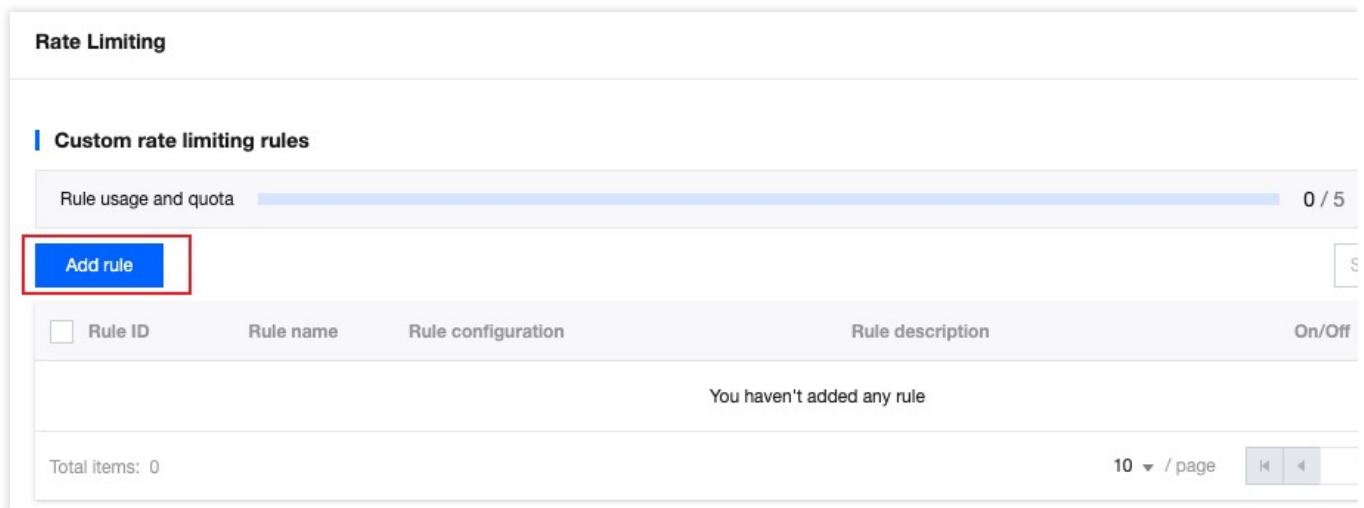 Rate Limiting
Custom rate limiting rules
Rule usage and quota 0 / 5
Add rule
S
Rule ID Rule name Rule configuration Rule description On/Off
You haven't added any rule
Total items: 0 10 / page